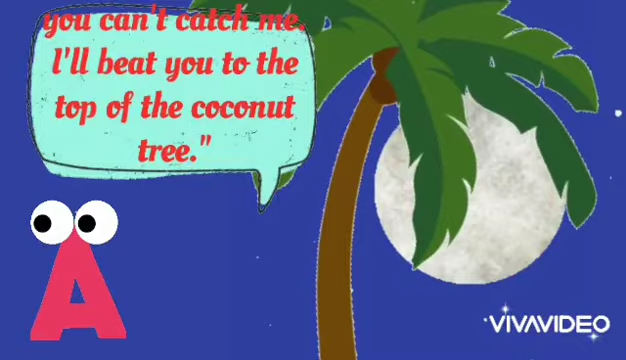 you can't catch me.
I'll beat you to the
top of the coconut
tree."
A
VIVAVIDEO